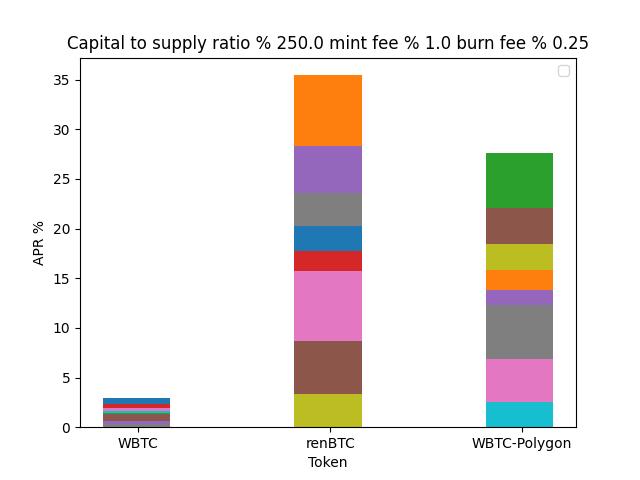 Capital to supply ratio % 250.0 mint fee % 1.0 burn fee % 0.25
35
30
25
20
15
10
5
0
APR %
WBTC
renBTC
WBTC-Polygon
Token